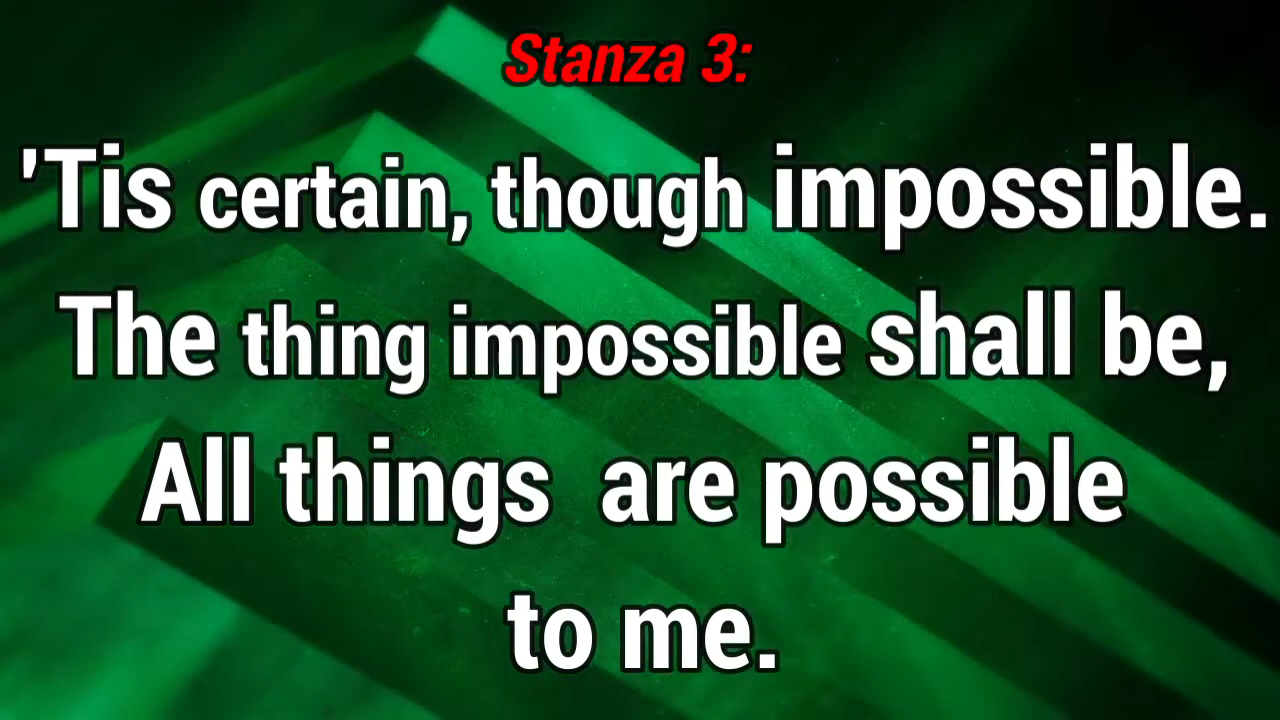 Stanza 3:
'Tis certain, though impossible.
The thing impossible shall be,
All things  are possible
to me.